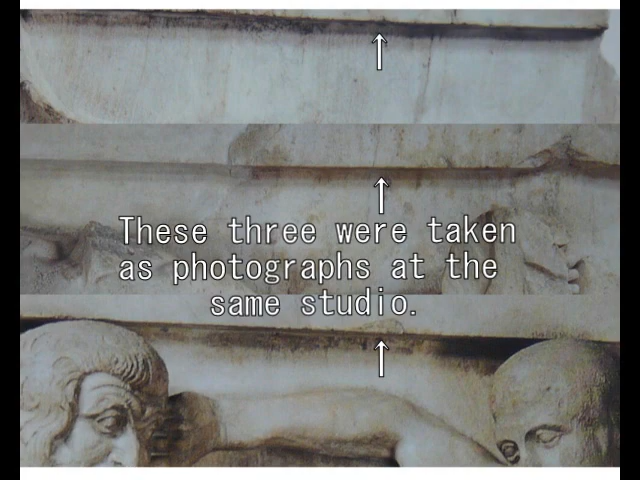 These three were taken
as photographs at the
same studio.